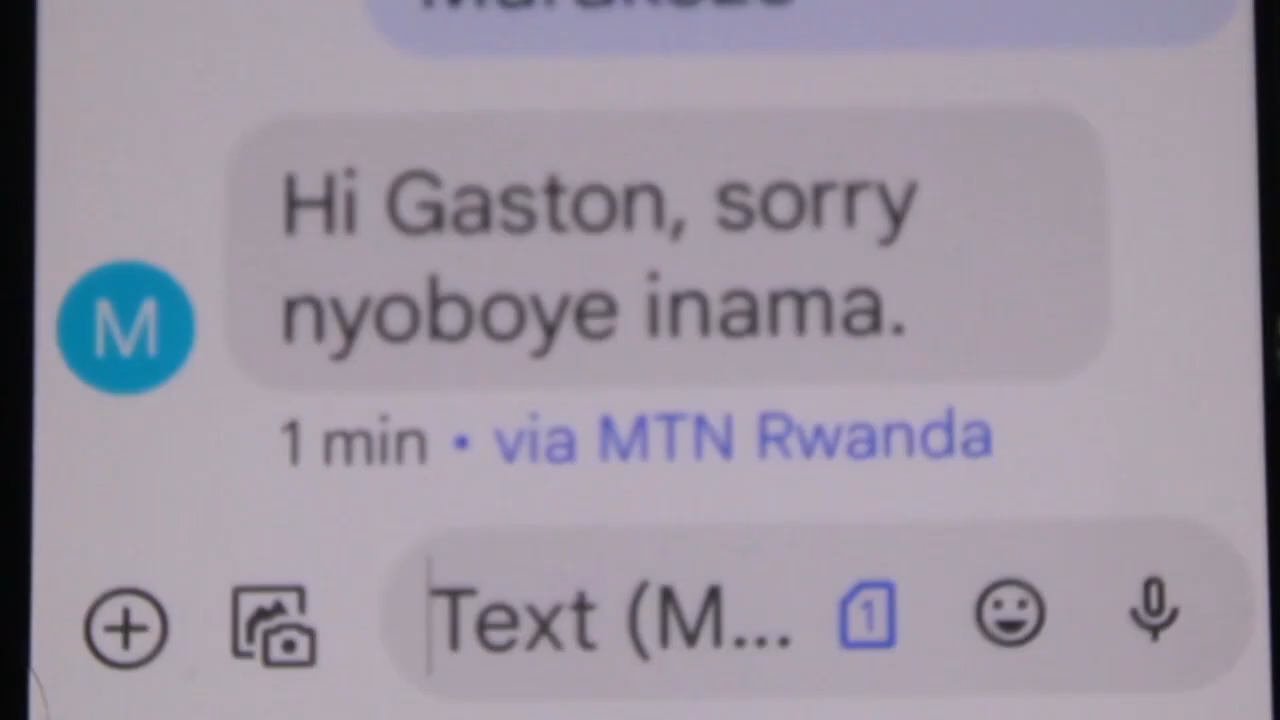 Hi Gaston, sorry
nyoboye inama.
M
1 min • via MTN Rwanda
Text (M...
1